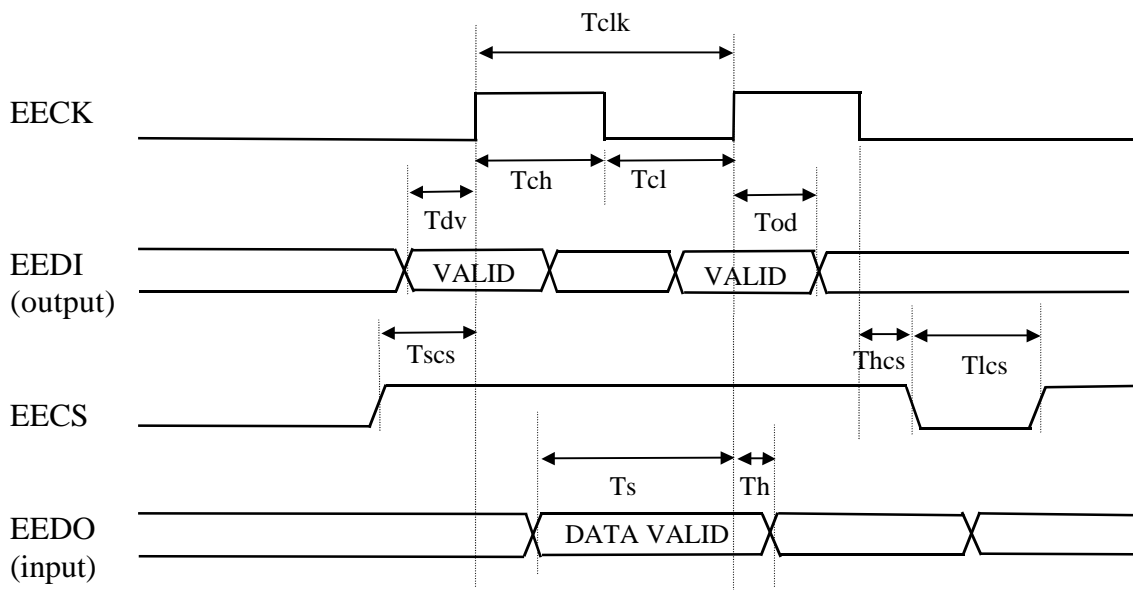 Tclk
EECK
Tch
Tcl
Tdv
Tod
EEDI
(output)
VALID
VALID
Tscs
Thcs
Tlcs
EECS
Ts
Th
EEDO
(input)
DATA VALID